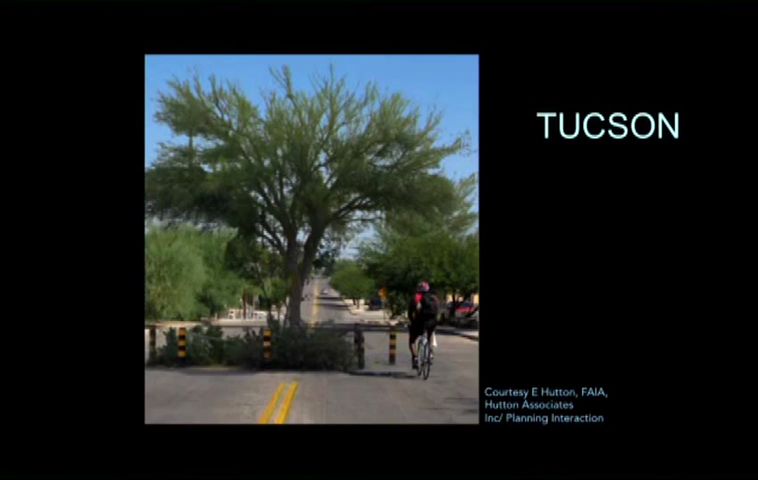 TUCSON
Courtesy E Hutton, FAIA,
Hutton Associates
Inc/ Planning Interaction